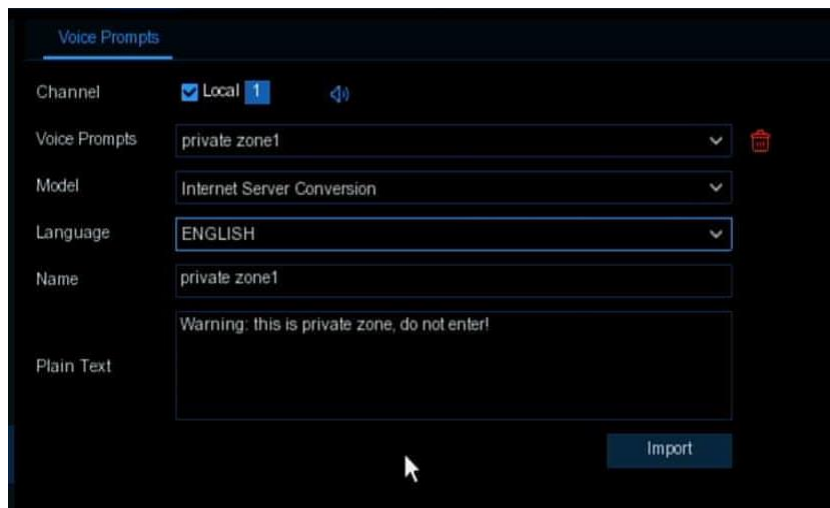 Voice Prompts
Channel Local 1
Voice Prompts private zone1
Model Internet Server Conversion
Language ENGLISH
Name private zone1
Plain Text Warning: this is private zone, do not enter!
Import